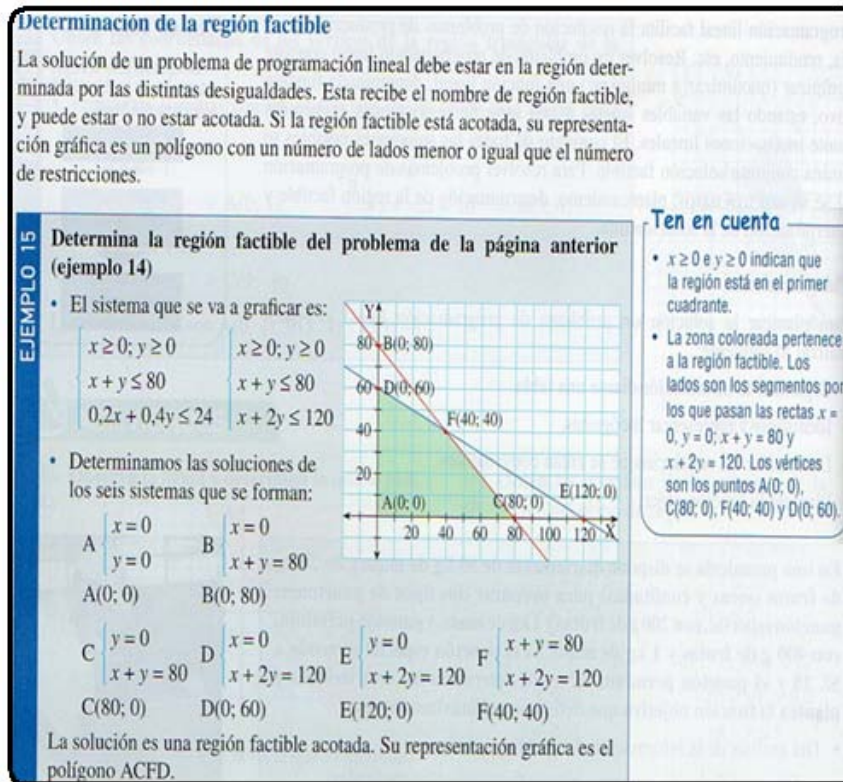 Determinación de la región factible
La solución de un problema de programación lineal debe estar en la región deter-
minada por las distintas desigualdades. Esta recibe el nombre de región factible,
y puede estar o no estar acotada. Si la región factible está acotada, su representa-
ción gráfica es un polígono con un número de lados menor o igual que el número
de restricciones.
EJEMPLO 15
Determina la región factible del problema de la página anterior
(ejemplo 14)
• El sistema que se va a graficar es:
x ≥ 0; y ≥ 0 x ≥ 0; y ≥ 0
x + y ≤ 80 x + y ≤ 80
0,2x + 0,4y ≤ 24 x + 2y ≤ 120
• Determinamos las soluciones de
los seis sistemas que se forman:
A x = 0 B x = 0
y = 0 x + y = 80
A(0; 0) B(0; 80)
Y
80 B(0; 80)
60 D(0; 60)
F(40; 40)
40
20
A(0; 0) C(80; 0) E(120; 0)
20 40 60 80 100 120 X
C y = 0 D x = 0 E y = 0 F x + y = 80
x + y = 80 x + 2y = 120 x + 2y = 120 x + 2y = 120
C(80; 0) D(0; 60) E(120; 0) F(40; 40)
La solución es una región factible acotada. Su representación gráfica es el
polígono ACFD.
Ten en cuenta
• x ≥ 0 e y ≥ 0 indican que
la región está en el primer
cuadrante.
• La zona coloreada pertenece
a la región factible. Los
lados son los segmentos por
los que pasan las rectas x =
0, y = 0; x + y = 80 y
x + 2y = 120. Los vértices
son los puntos A(0; 0),
C(80; 0), F(40; 40) y D(0; 60).